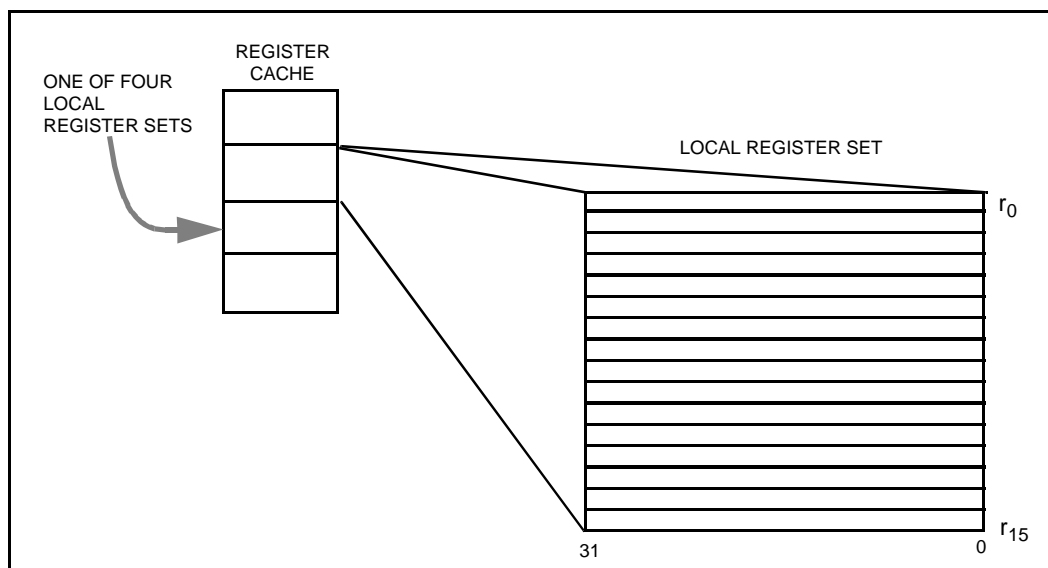 REGISTER
CACHE
ONE OF FOUR
LOCAL
REGISTER SETS
LOCAL REGISTER SET
r0
r15
31
0